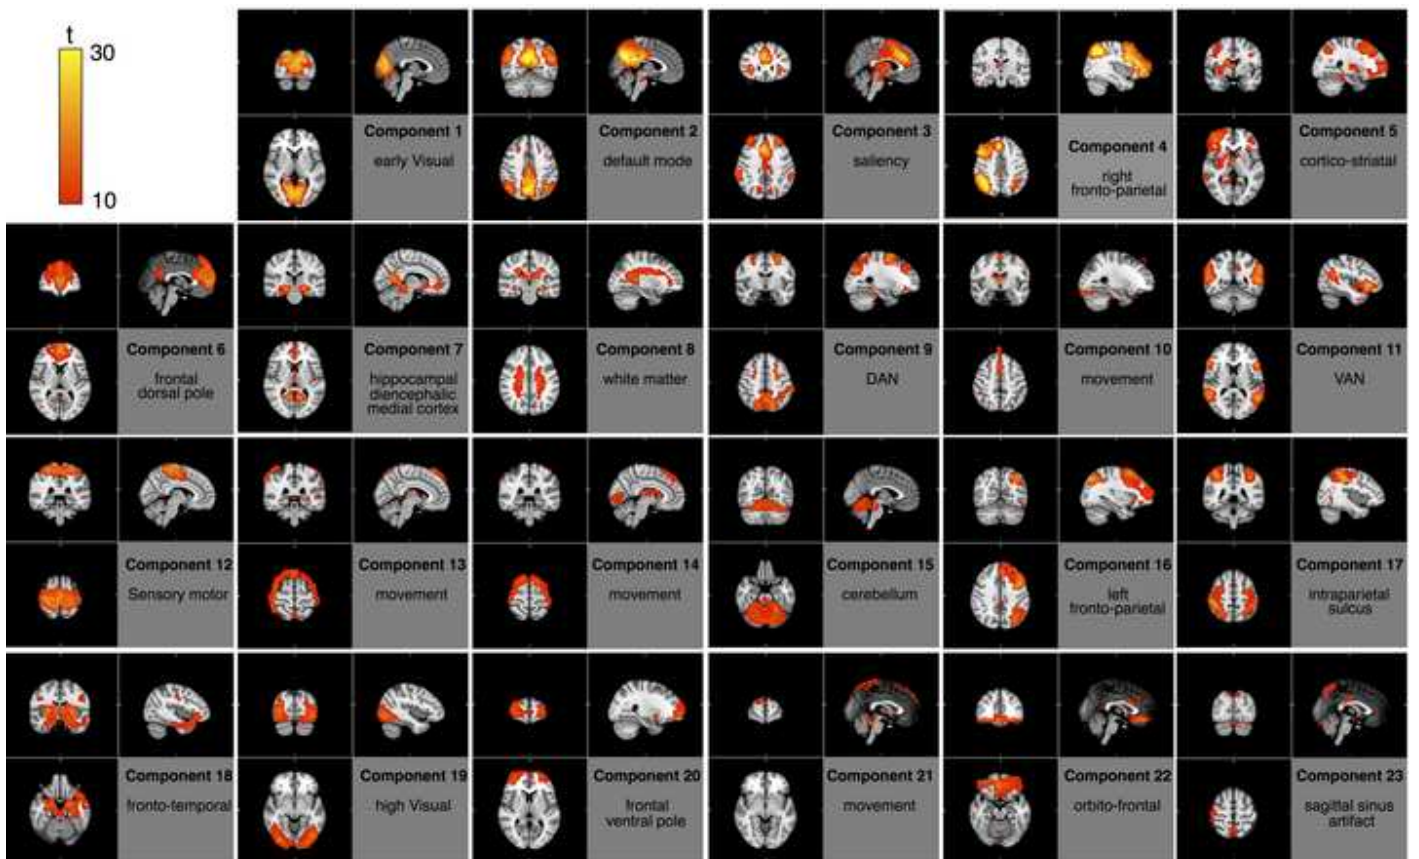 t
30
10
Component 1
early Visual
Component 2
default mode
Component 3
saliency
Component 4
right
fronto-parietal
Component 5
cortico-striatal
Component 6
frontal
dorsal pole
Component 7
hippocampal
diencephalic
medial cortex
Component 8
white matter
Component 9
DAN
Component 10
movement
Component 11
VAN
Component 12
Sensory motor
Component 13
movement
Component 14
movement
Component 15
cerebellum
Component 16
left
fronto-parietal
Component 17
intraparietal
sulcus
Component 18
fronto-temporal
Component 19
high Visual
Component 20
frontal
ventral pole
Component 21
movement
Component 22
orbito-frontal
Component 23
sagittal sinus
artifact